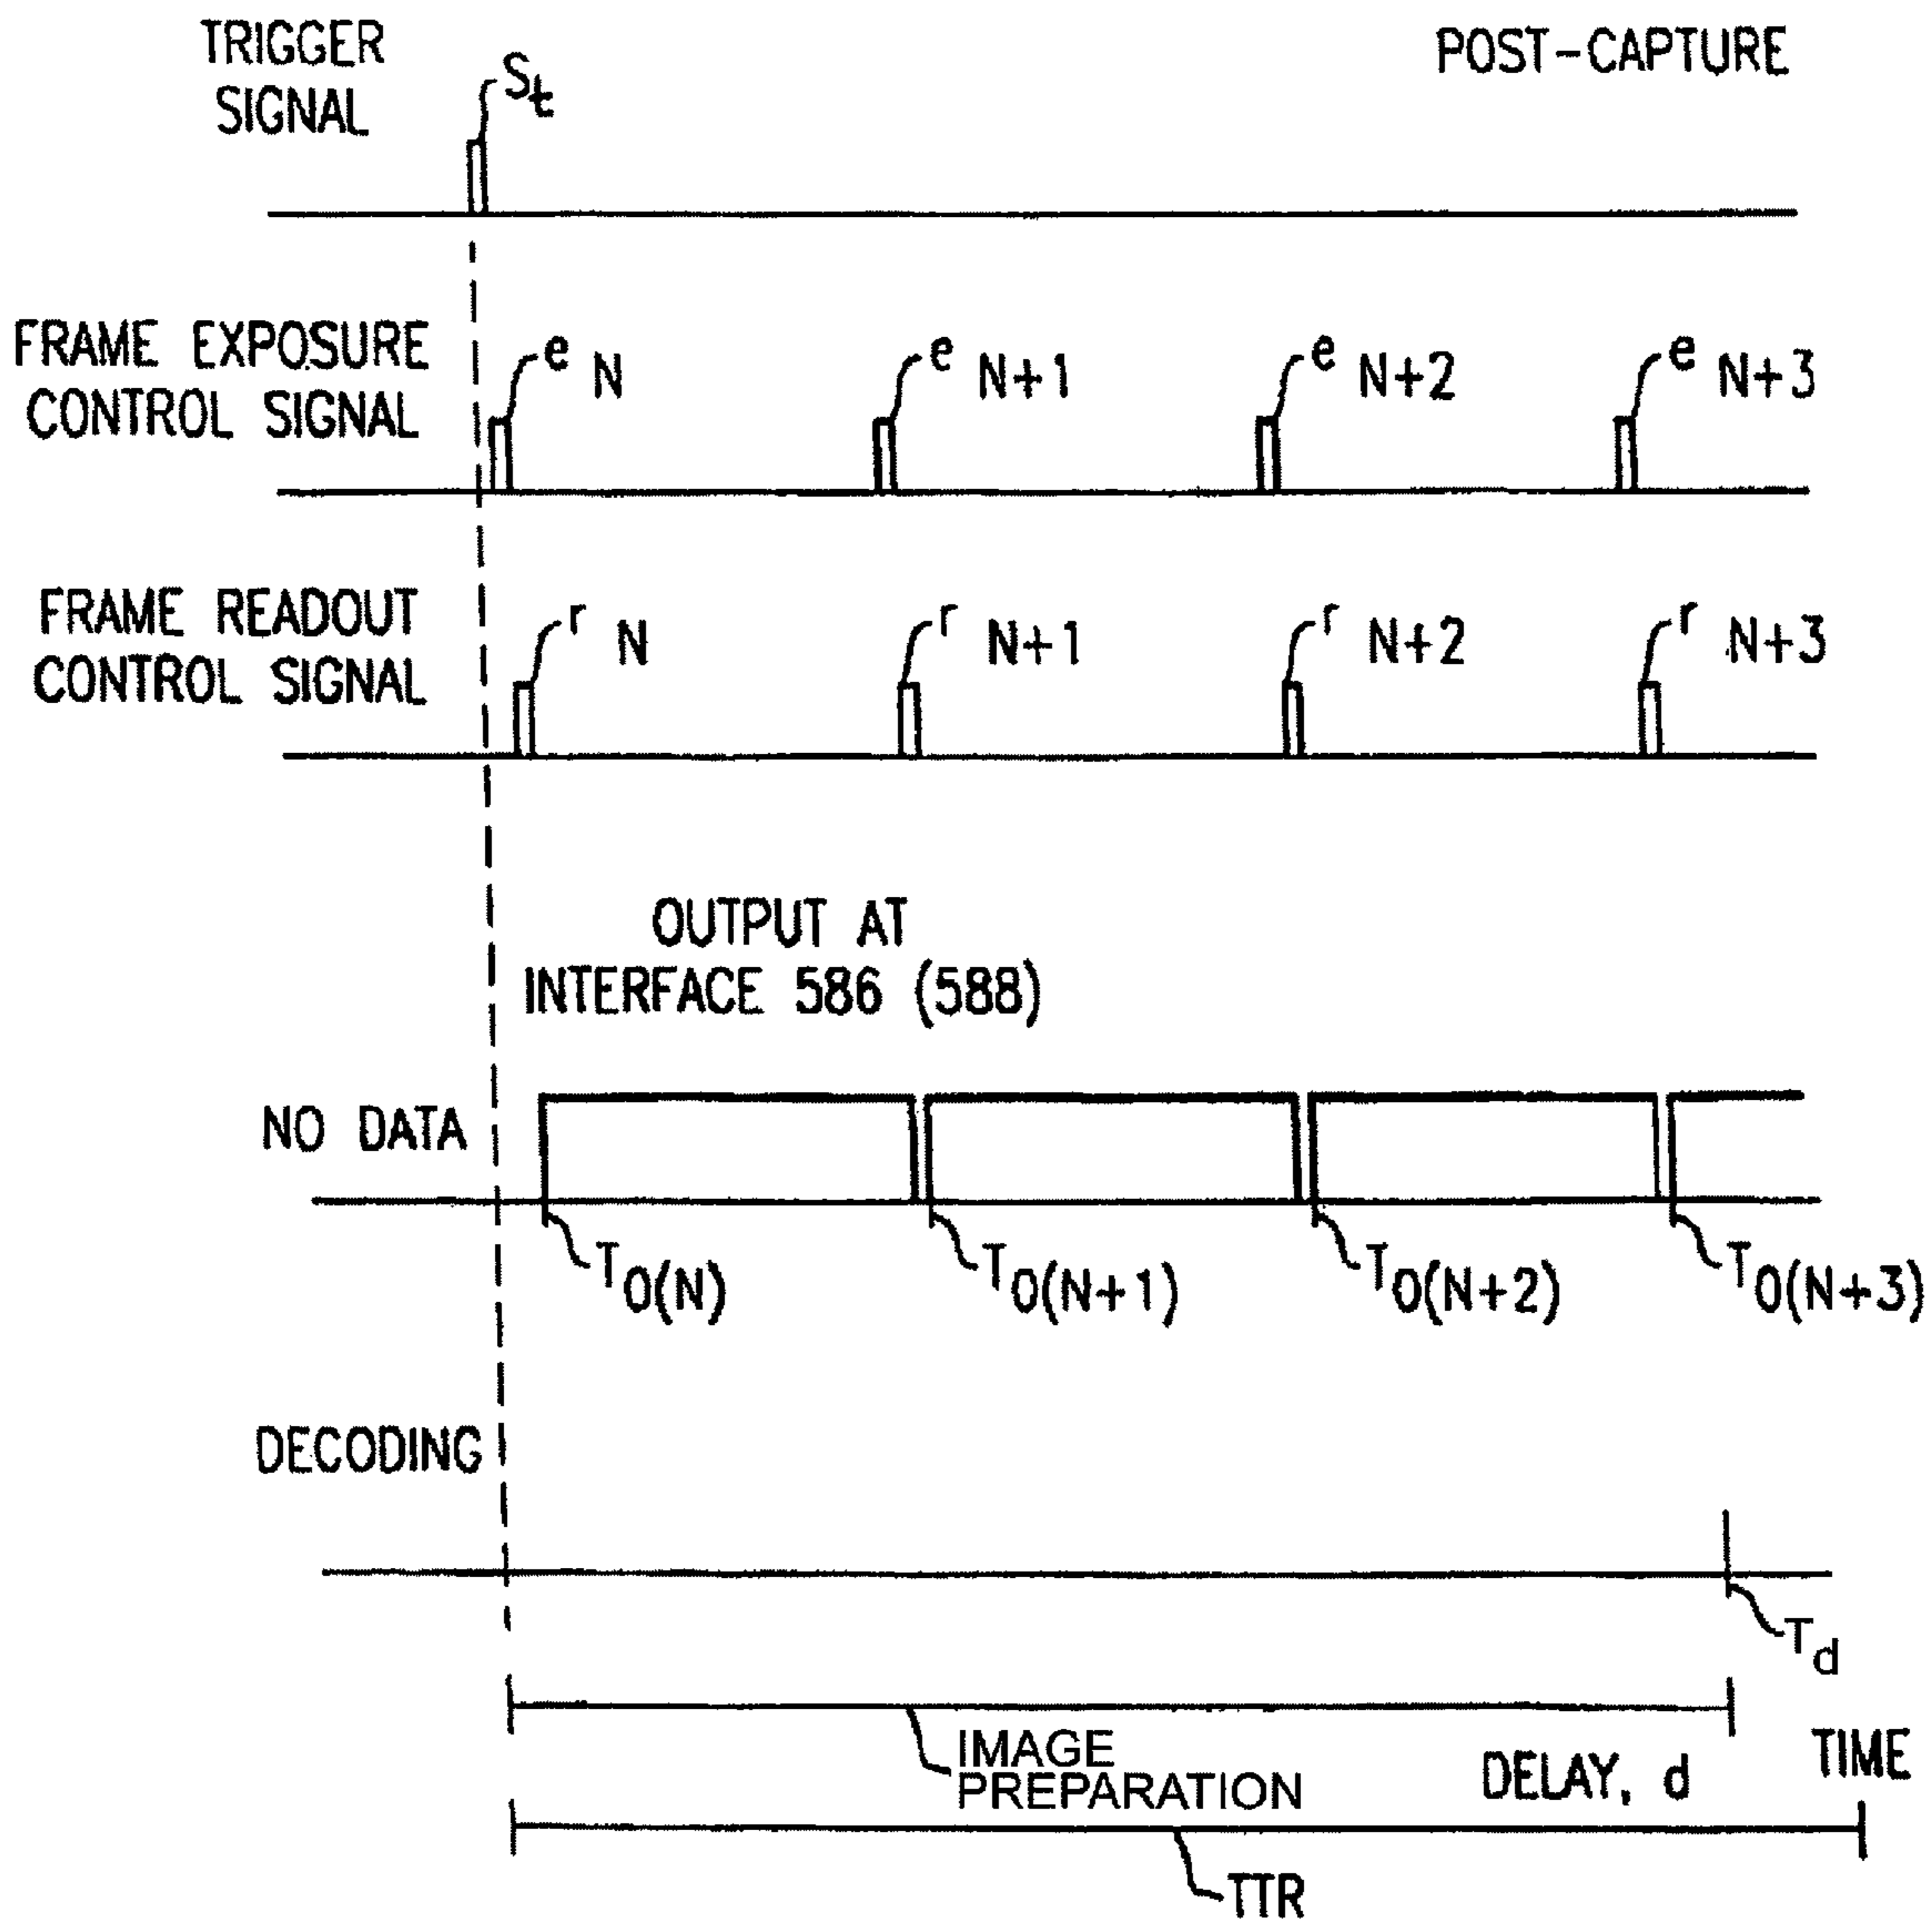 TRIGGER
SIGNAL
St
POST-CAPTURE
FRAME EXPOSURE
CONTROL SIGNAL
e N
e N+1
e N+2
e N+3
FRAME READOUT
CONTROL SIGNAL
r N
r N+1
r N+2
r N+3
OUTPUT AT
INTERFACE 586 (588)
NO DATA
T0(N)
T0(N+1)
T0(N+2)
T0(N+3)
DECODING
Td
IMAGE
PREPARATION
DELAY, d
TIME
TTR